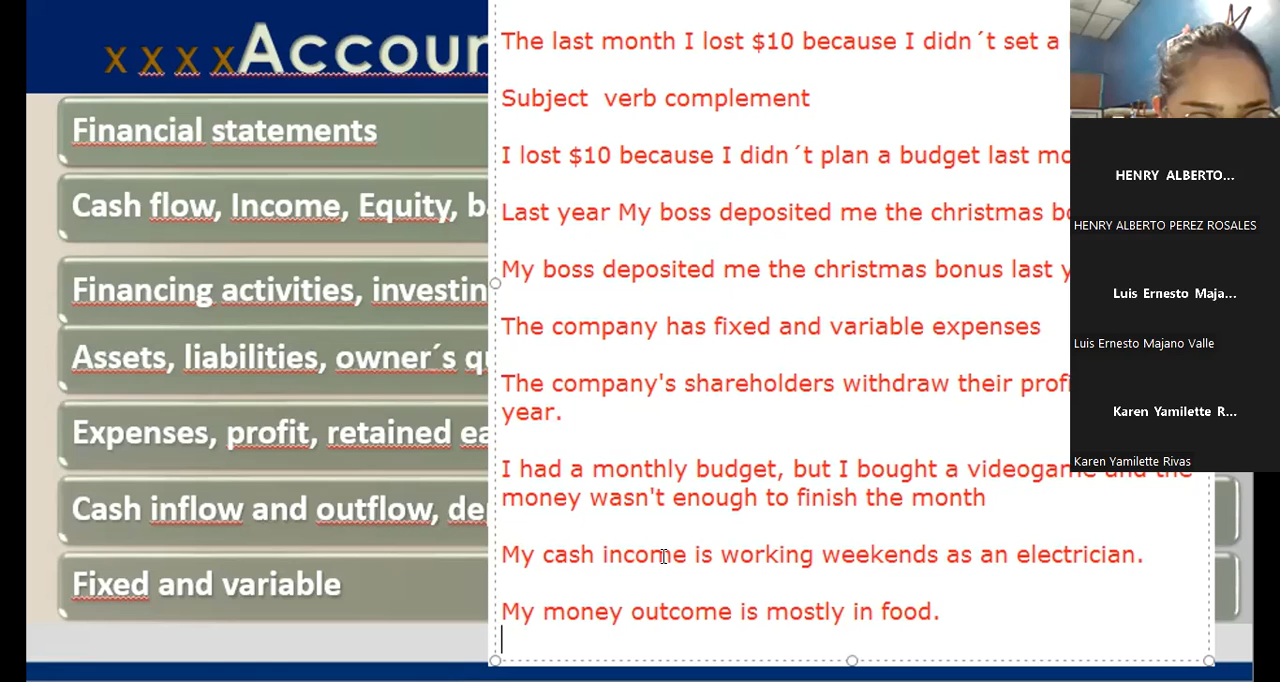 x x x xAccoun
Financial statements
Cash flow, Income, Equity, b
Financing activities, investin
Assets, liabilities, owner´s
Expenses, profit, retained
Cash inflow and outflow,
Fixed and variable
The last month I lost $10 because I didn´t set a
Subject verb complement
I lost $10 because I didn´t plan a budget last
Last year My boss deposited me the christmas
My boss deposited me the christmas bonus last
The company has fixed and variable expenses
The company's shareholders withdraw their
year.
I had a monthly budget, but I bought a videogame and the
money wasn't enough to finish the month
My cash income is working weekends as an electrician.
My money outcome is mostly in food.
HENRY ALBERTO...
HENRY ALBERTO PEREZ ROSALES
Luis Ernesto Maja...
Luis Ernesto Majano Valle
Karen Yamilette R...
Karen Yamilette Rivas